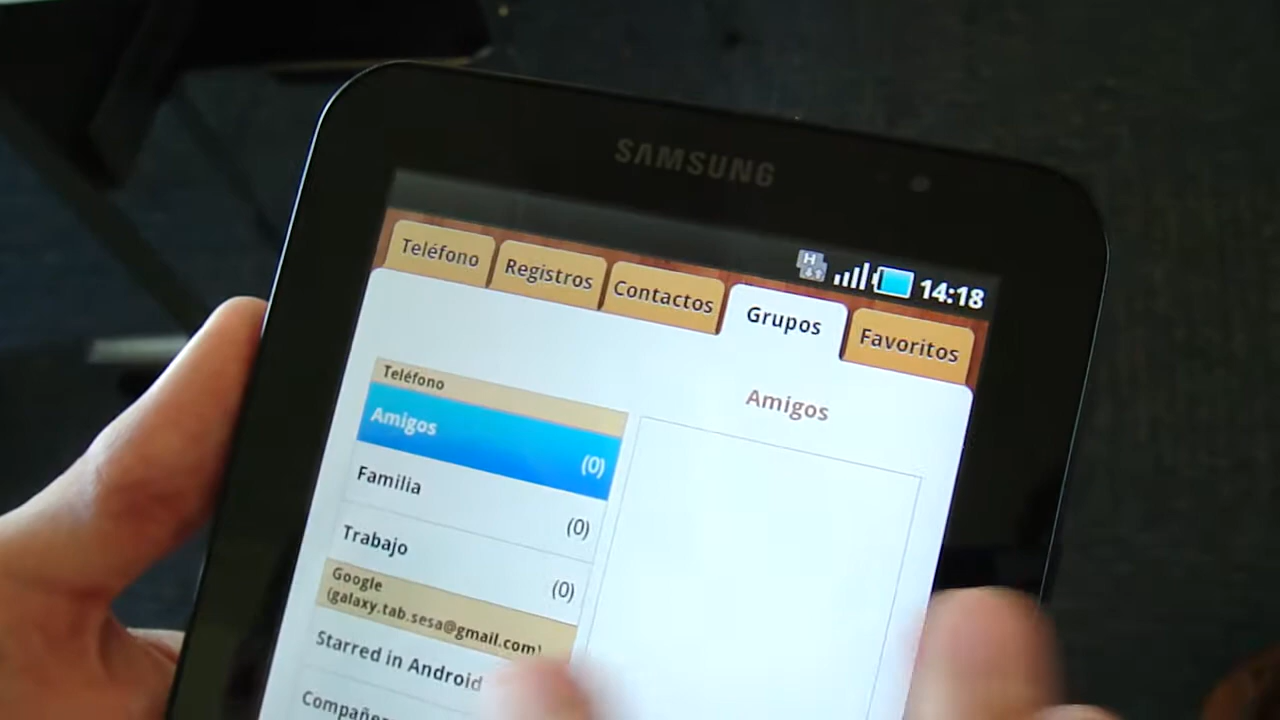 SAMSUNG
H
14:18
Teléfono
Registros
Contactos
Grupos
Favoritos
Amigos
Teléfono
Amigos
(0)
Familia
(0)
Trabajo
(0)
Google
(galaxy.tab.sesa@gmail.com)
Starred in Android